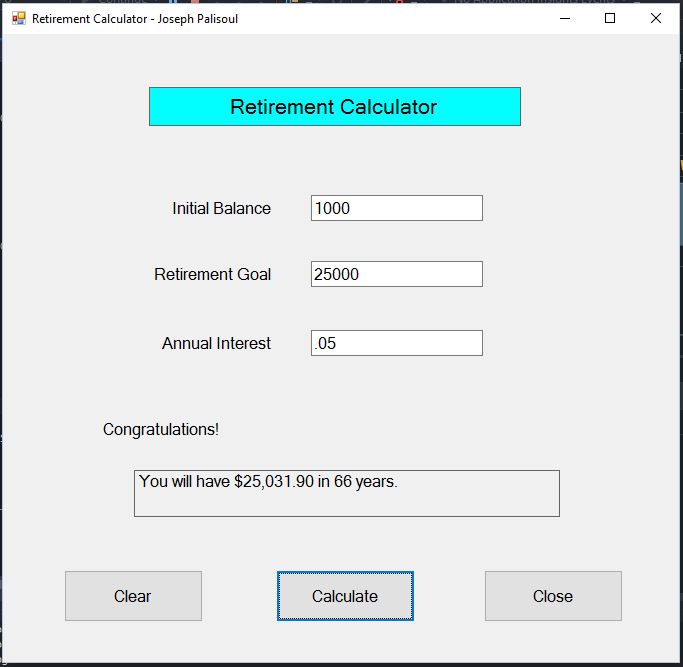 Retirement Calculator - Joseph Palisoul
Retirement Calculator
Initial Balance 1000
Retirement Goal 25000
Annual Interest .05
Congratulations!
You will have $25,031.90 in 66 years.
Clear Calculate Close